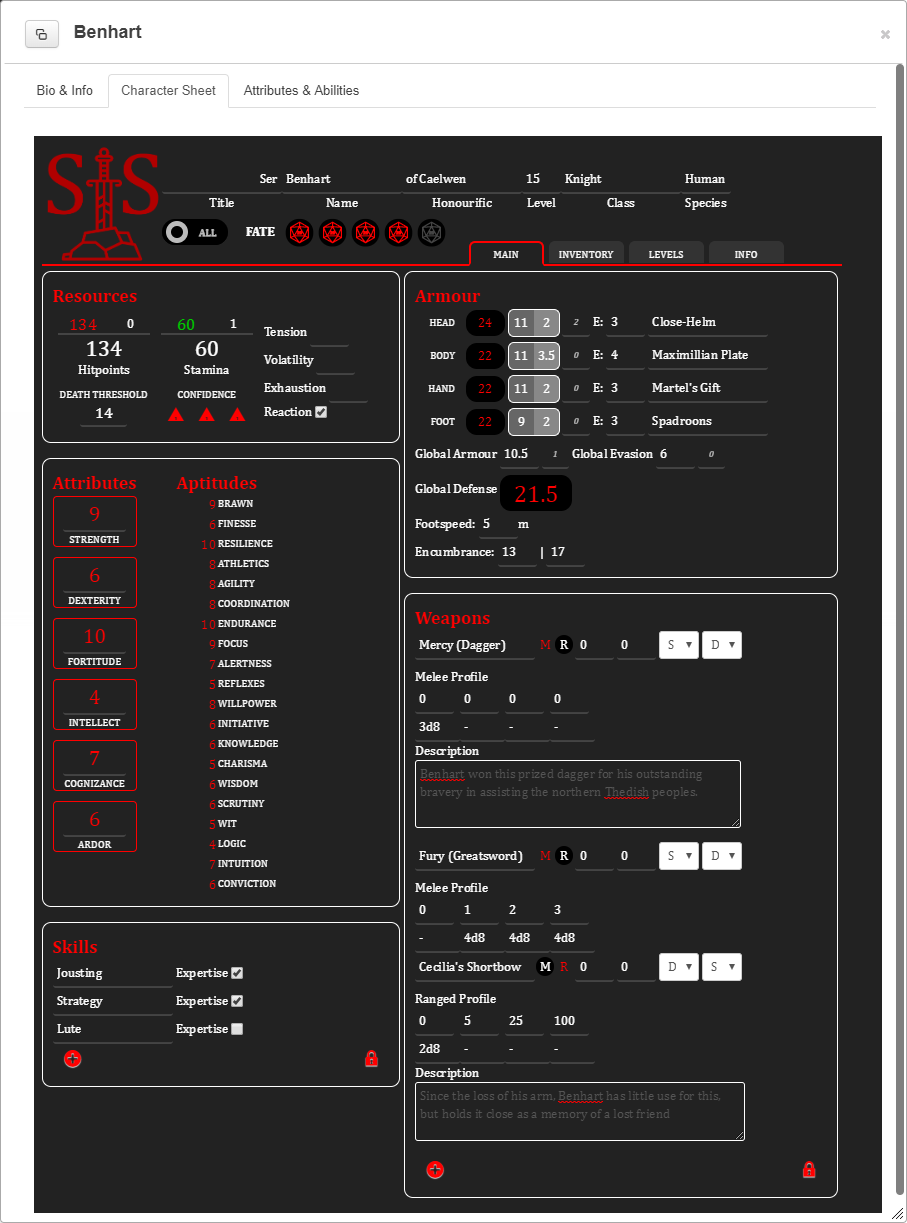 Benhart
×
Bio & Info Character Sheet Attributes & Abilities
SIS
Ser Benhart of Caelwen 15 Knight Human
Title Name Honourific Level Class Species
ALL FATE
MAIN INVENTORY LEVELS INFO
Resources
134 0 60 1
134 60
Hitpoints Stamina
DEATH THRESHOLD CONFIDENCE
14
Tension
Volatility
Exhaustion
Reaction
Attributes
9
STRENGTH
6
DEXTERITY
10
FORTITUDE
4
INTELLECT
7
COGNIZANCE
6
ARDOR
Aptitudes
9 BRAWN
6 FINESSE
10 RESILIENCE
8 ATHLETICS
8 AGILITY
8 COORDINATION
10 ENDURANCE
9 FOCUS
7 ALERTNESS
5 REFLEXES
8 WILLPOWER
6 INITIATIVE
6 KNOWLEDGE
5 CHARISMA
6 WISDOM
6 SCRUTINY
5 WIT
4 LOGIC
7 INTUITION
6 CONVICTION
Skills
Jousting Expertise
Strategy Expertise
Lute Expertise
Armour
HEAD 24 11 2 2 E: 3 Close-Helm
BODY 22 11 3.5 0 E: 4 Maximillian Plate
HAND 22 11 2 0 E: 3 Martel's Gift
FOOT 22 9 2 0 E: 3 Spadroons
Global Armour 10.5 1 Global Evasion 6 0
Global Defense 21.5
Footspeed: 5 m
Encumbrance: 13 | 17
Weapons
Mercy (Dagger) M R 0 0 S D
Melee Profile
0 0 0 0
3d8 - - -
Description
Benhart won this prized dagger for his outstanding
bravery in assisting the northern Thedish peoples.
Fury (Greatsword) M R 0 0 S D
Melee Profile
0 1 2 3
- 4d8 4d8 4d8
Cecilia's Shortbow M R 0 0 D S
Ranged Profile
0 5 25 100
2d8 - - -
Description
Since the loss of his arm, Benhart has little use for this,
but holds it close as a memory of a lost friend